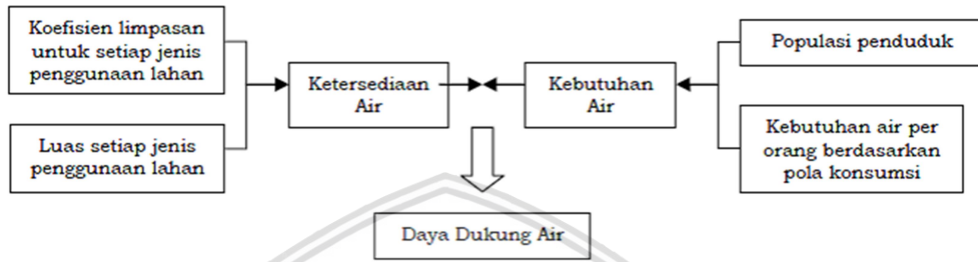 Koefisien limpasan
untuk setiap jenis
penggunaan lahan
Luas setiap jenis
penggunaan lahan
Ketersediaan
Air
Kebutuhan
Air
Populasi penduduk
Kebutuhan air per
orang berdasarkan
pola konsumsi
Daya Dukung Air